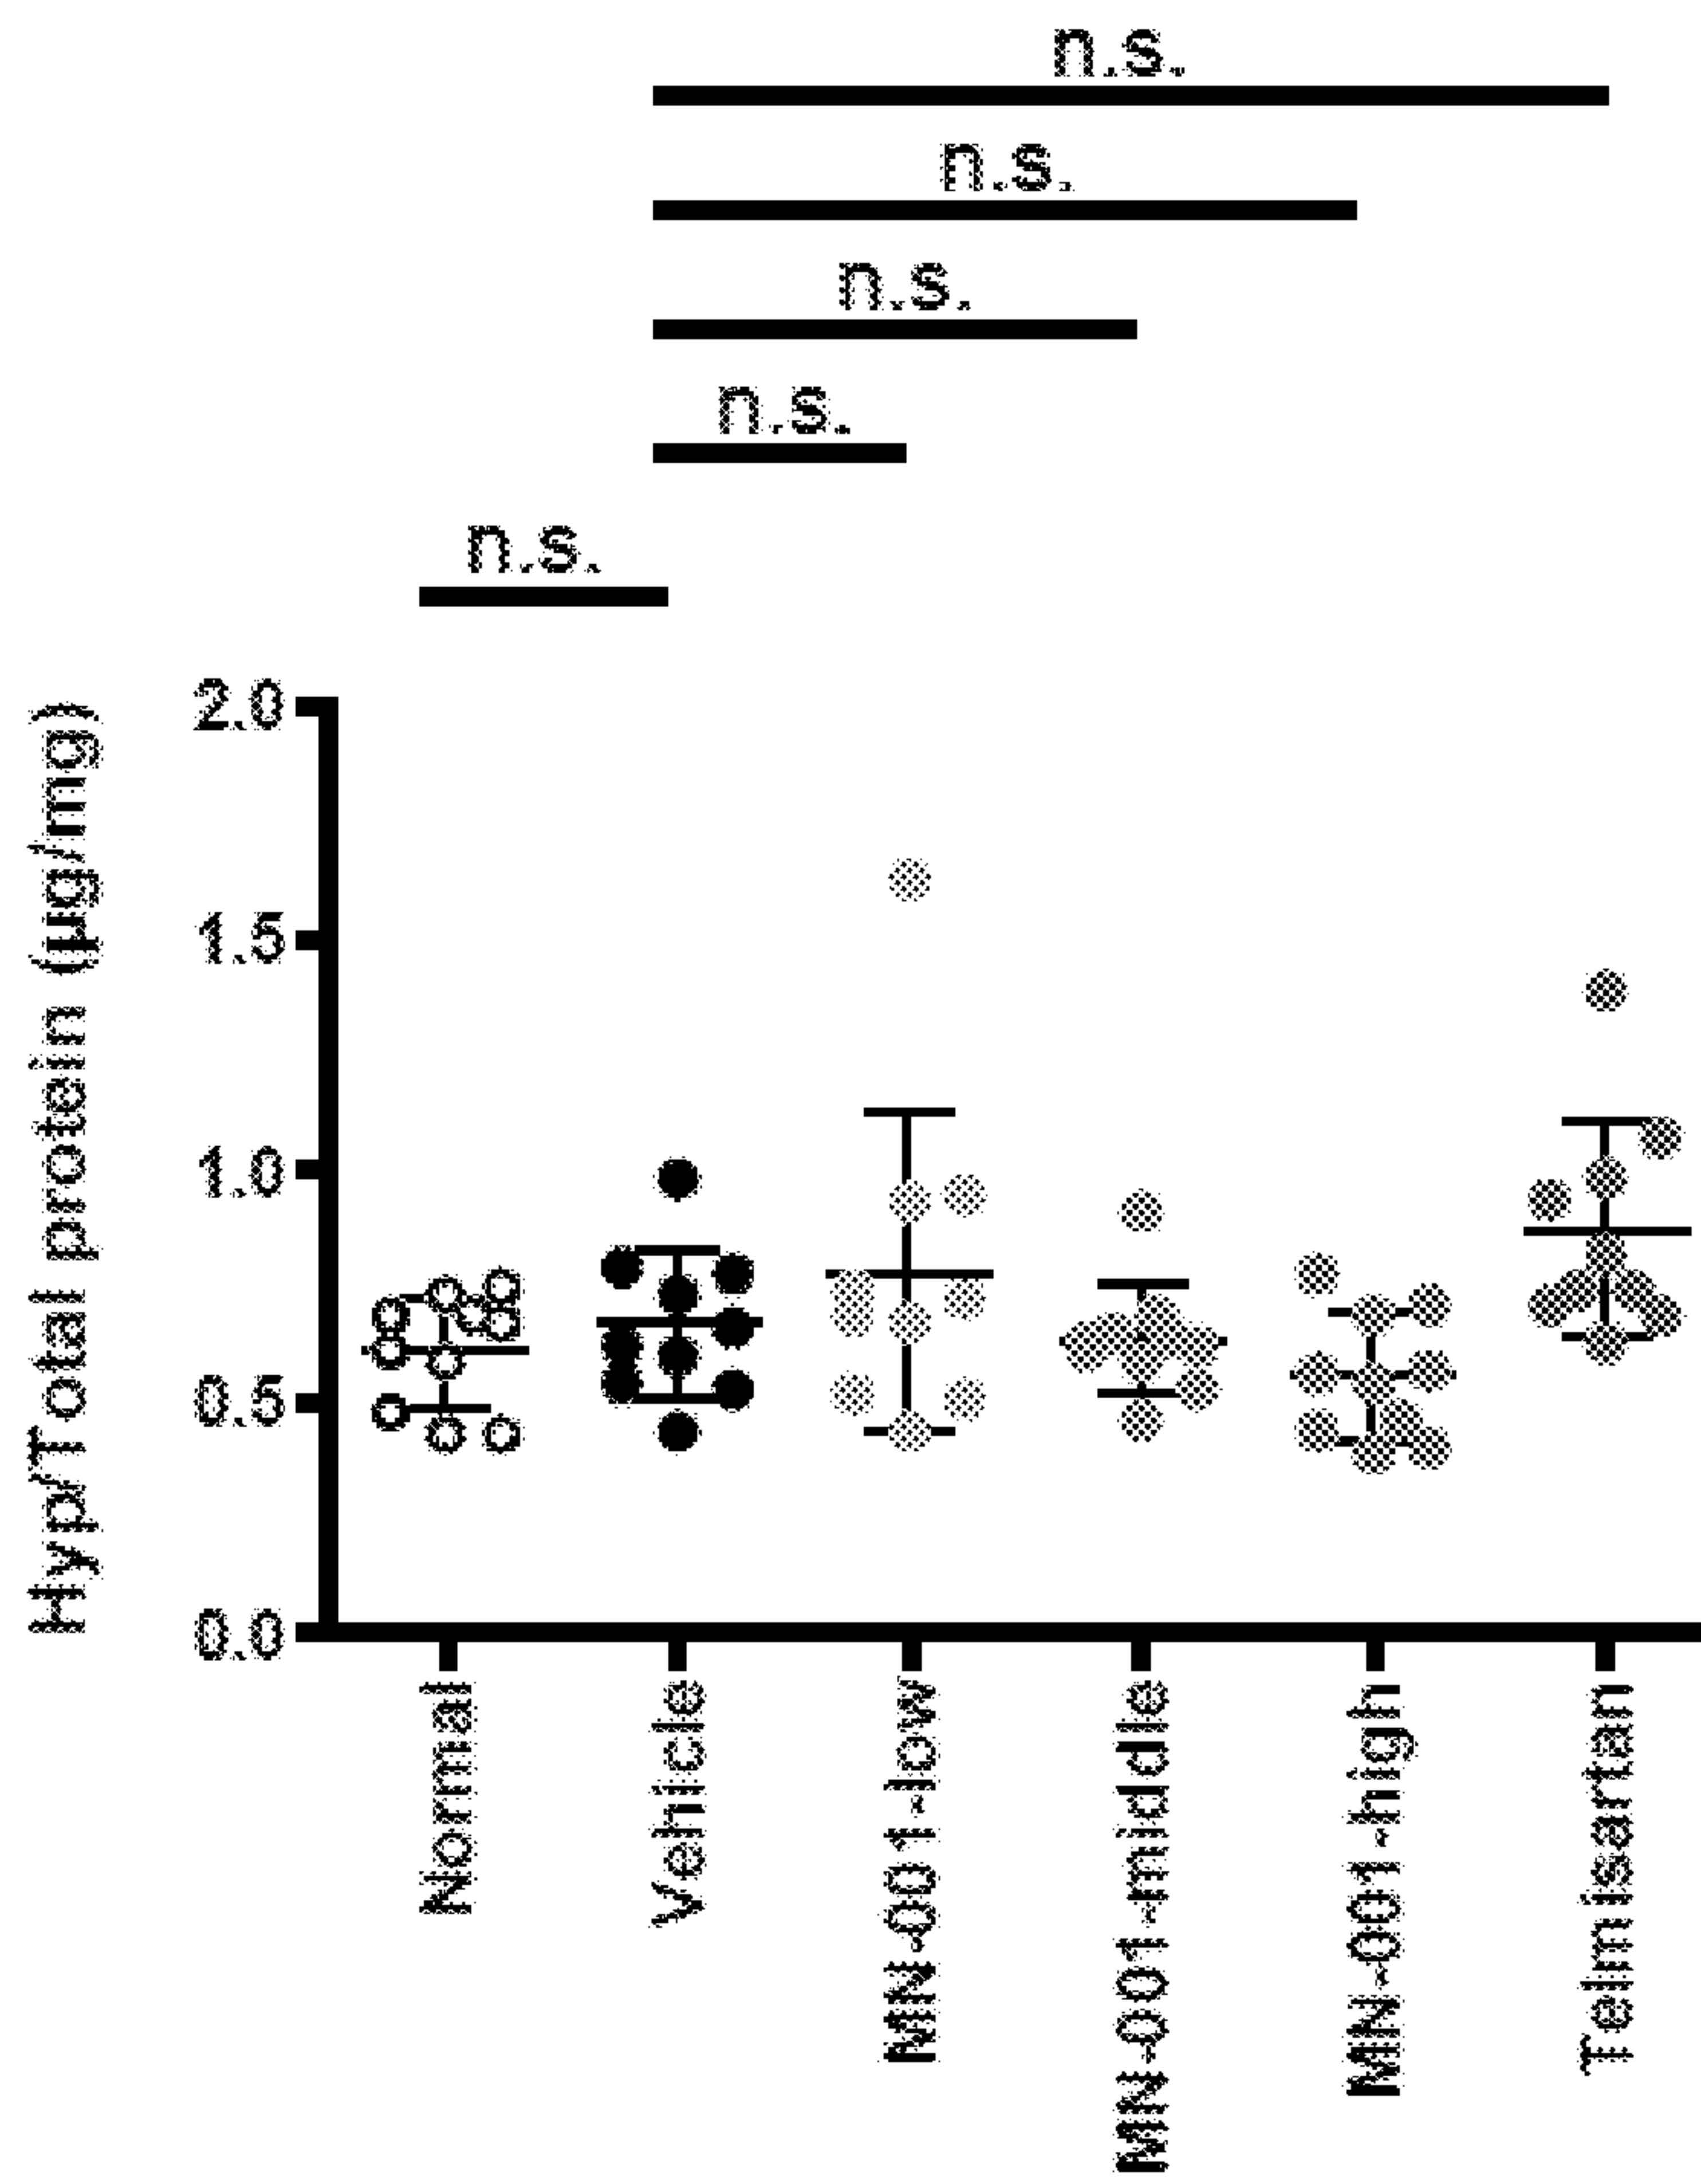 n.s.
n.s.
n.s.
n.s.
n.s.
Hyp/Total protein (µg/mg)
2.0
1.5
1.0
0.5
0.0
Normal
Vehicle
MN-001-low
MN-001-middle
MN-001-high
Telmisartan